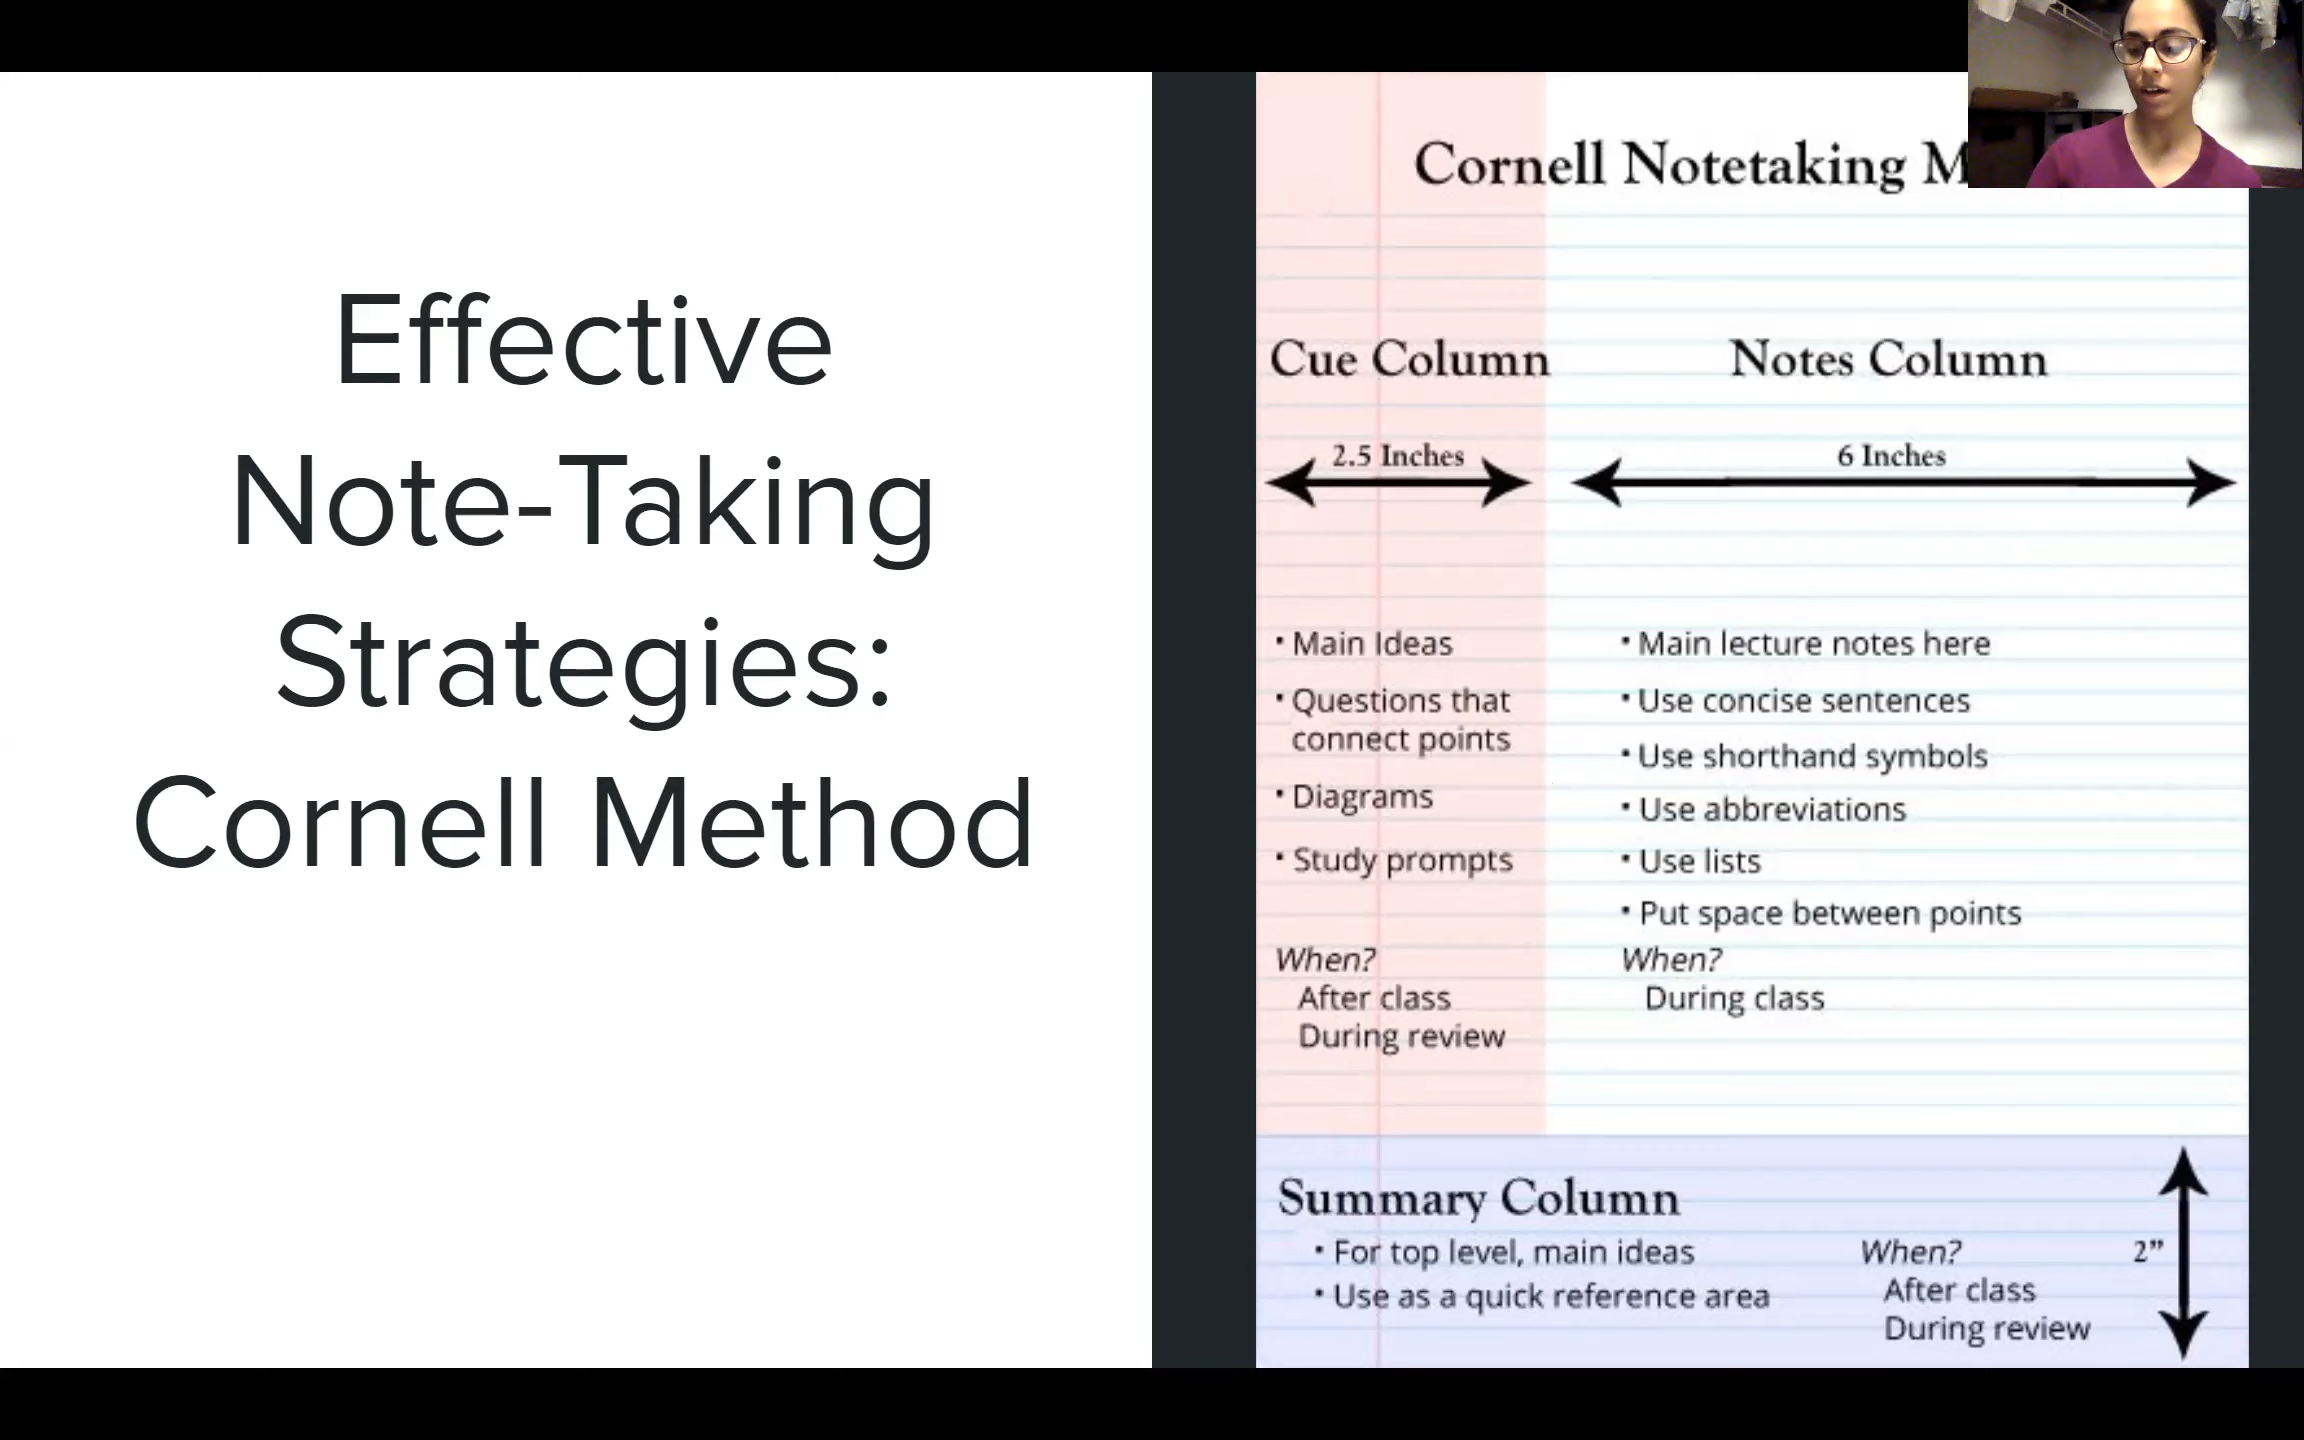 Effective
Note-Taking
Strategies:
Cornell Method
Cornell Notetaking
Cue Column
2.5 Inches
• Main Ideas
• Questions that
connect points
• Diagrams
• Study prompts
When?
After class
During review
Notes Column
6 Inches
• Main lecture notes here
• Use concise sentences
• Use shorthand symbols
• Use abbreviations
• Use lists
• Put space between points
When?
During class
Summary Column
• For top level, main ideas
• Use as a quick reference area
When?
After class
During review
2”